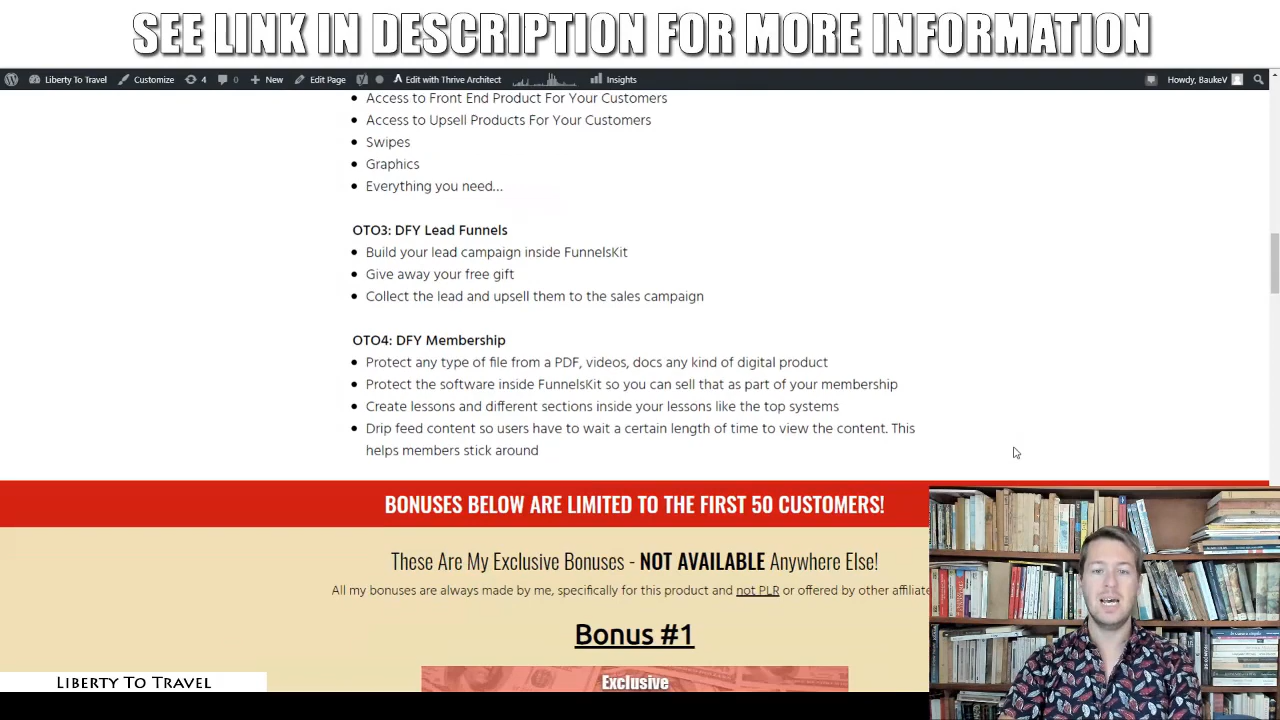 SEE LINK IN DESCRIPTION FOR MORE INFORMATION
Liberty To Travel Customize 4 0 New Edit Page Edit with Thrive Architect Insights Howdy, BaukeV
Access to Front End Product For Your Customers
Access to Upsell Products For Your Customers
Swipes
Graphics
Everything you need...
OTO3: DFY Lead Funnels
Build your lead campaign inside FunnelsKit
Give away your free gift
Collect the lead and upsell them to the sales campaign
OTO4: DFY Membership
Protect any type of file from a PDF, videos, docs any kind of digital product
Protect the software inside FunnelsKit so you can sell that as part of your membership
Create lessons and different sections inside your lessons like the top systems
Drip feed content so users have to wait a certain length of time to view the content. This
helps members stick around
BONUSES BELOW ARE LIMITED TO THE FIRST 50 CUSTOMERS!
These Are My Exclusive Bonuses - NOT AVAILABLE Anywhere Else!
All my bonuses are always made by me, specifically for this product and not PLR or offered by other affiliate
Bonus #1
Exclusive
LIBERTY TO TRAVEL